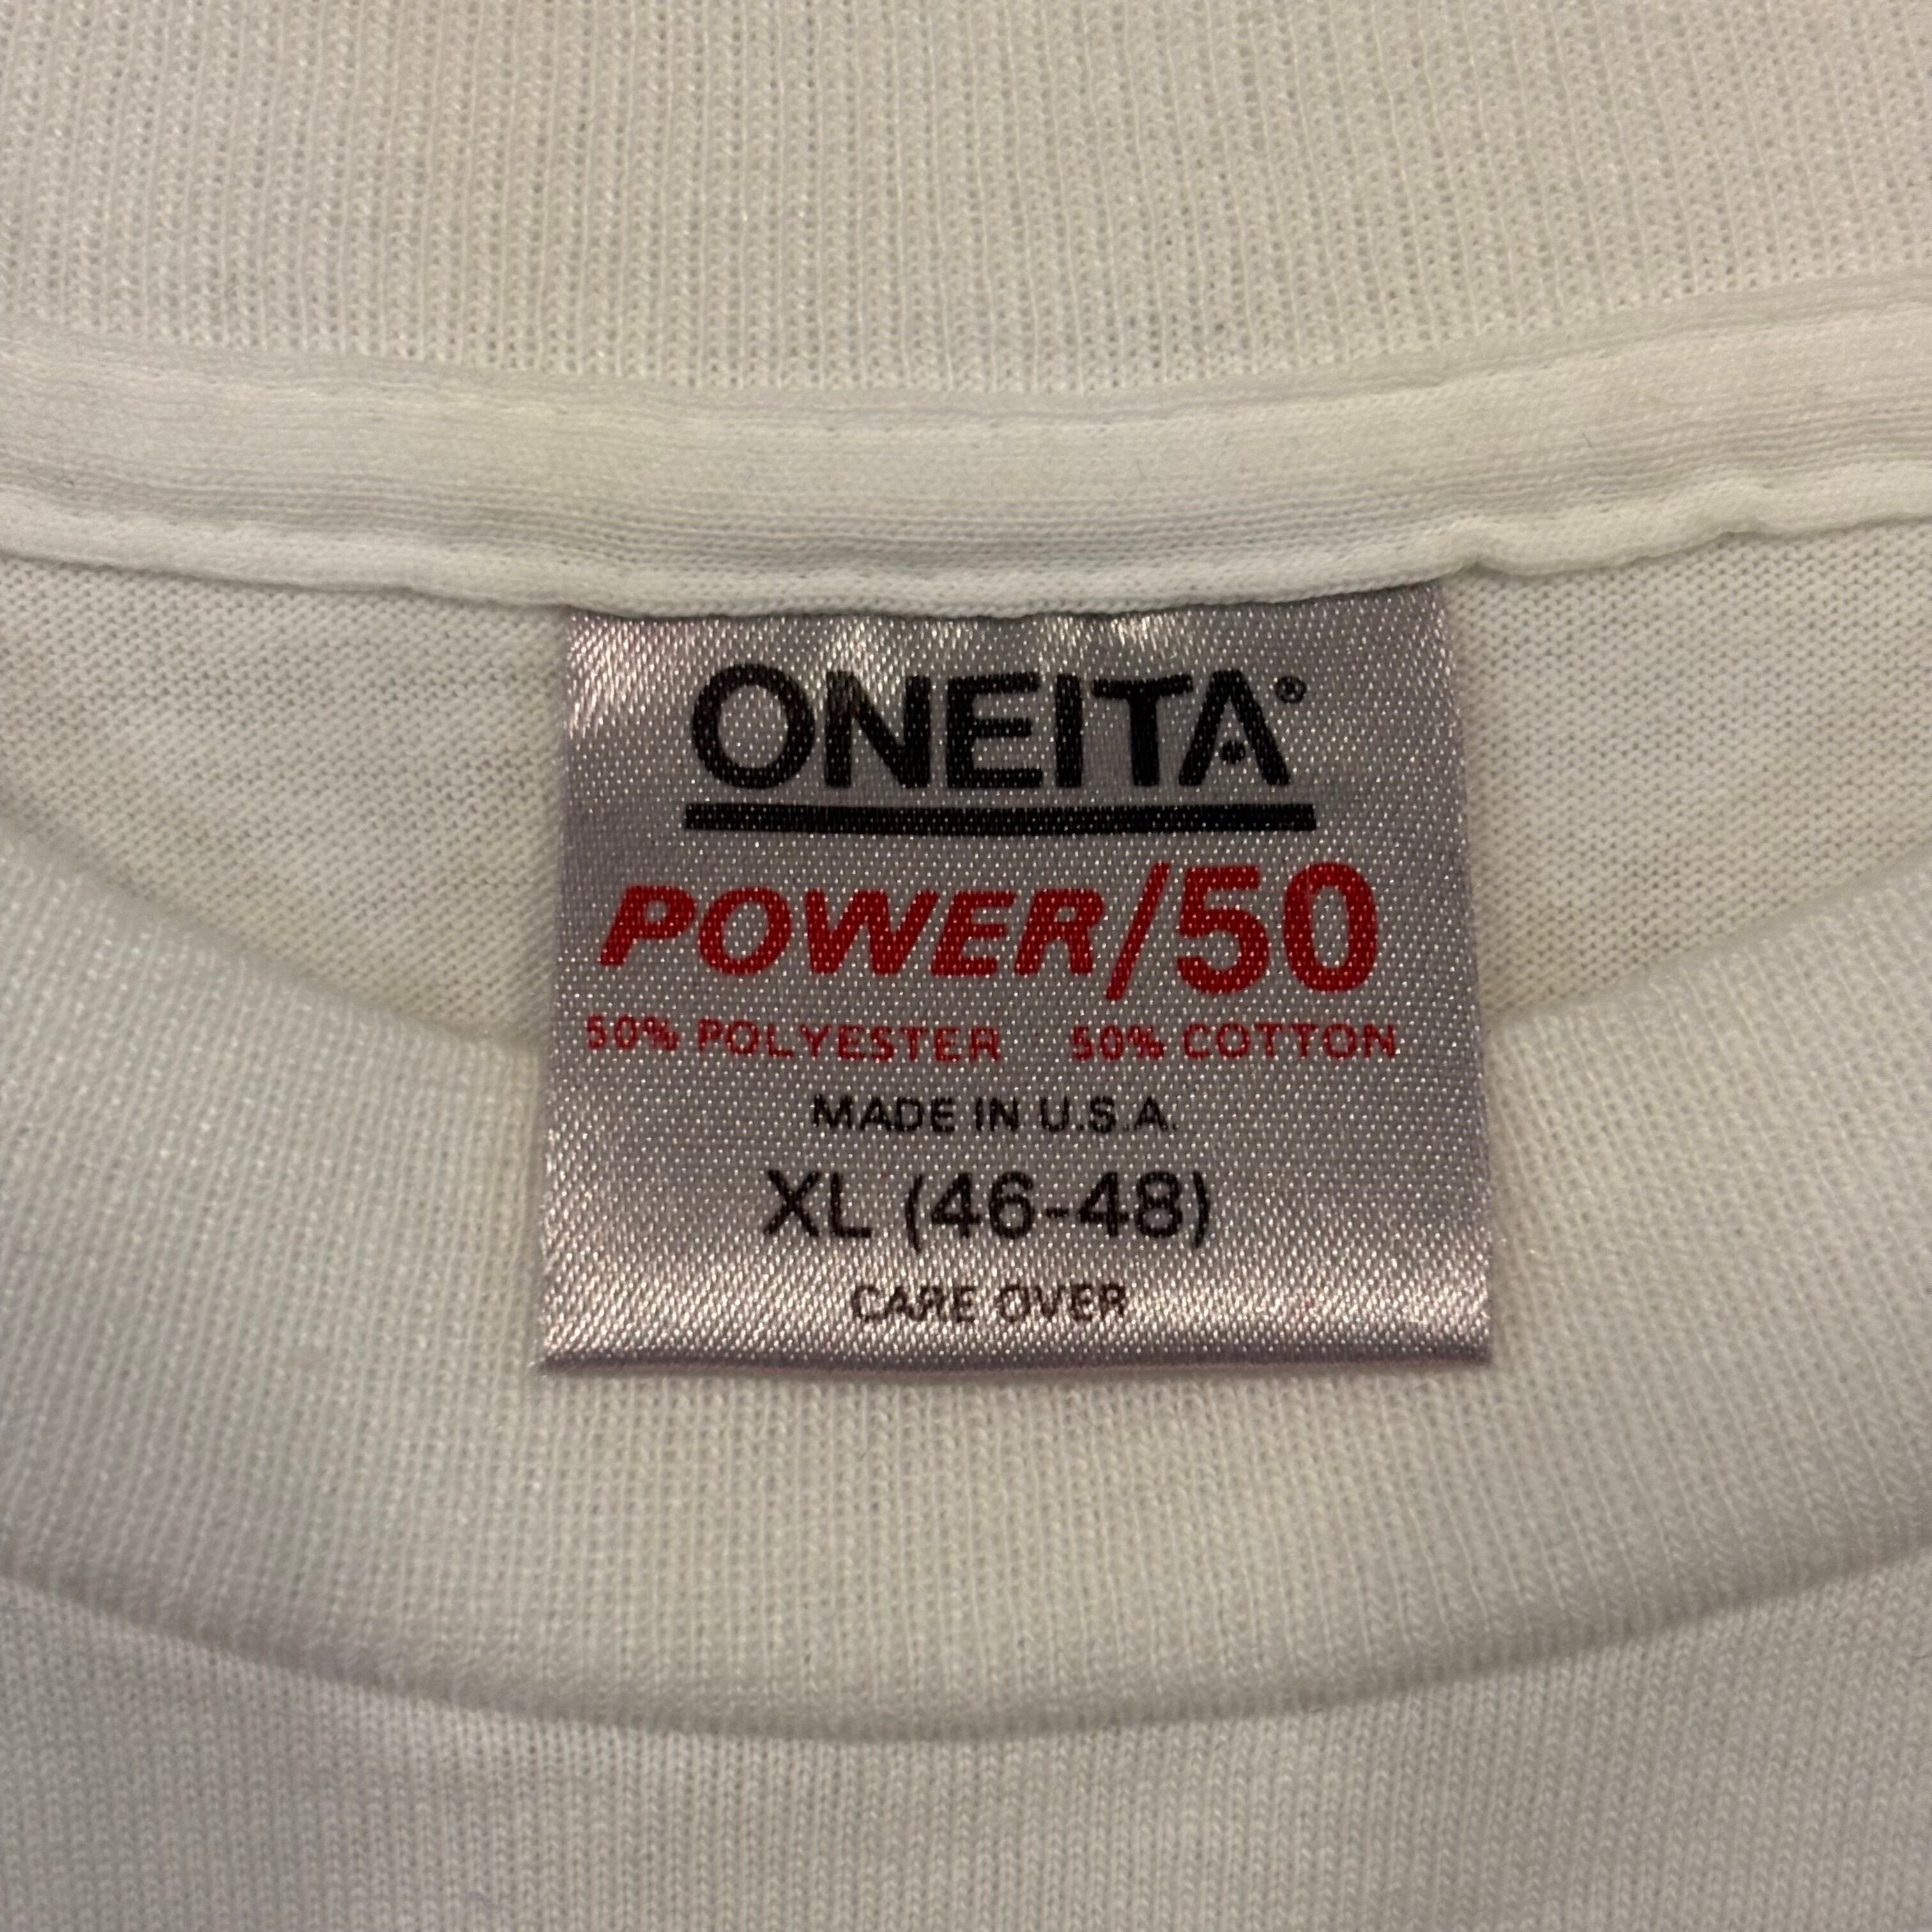 ONEITA®
POWER/50
50% POLYESTER 50% COTTON
MADE IN U.S.A.
XL (46-48)
CARE OVER